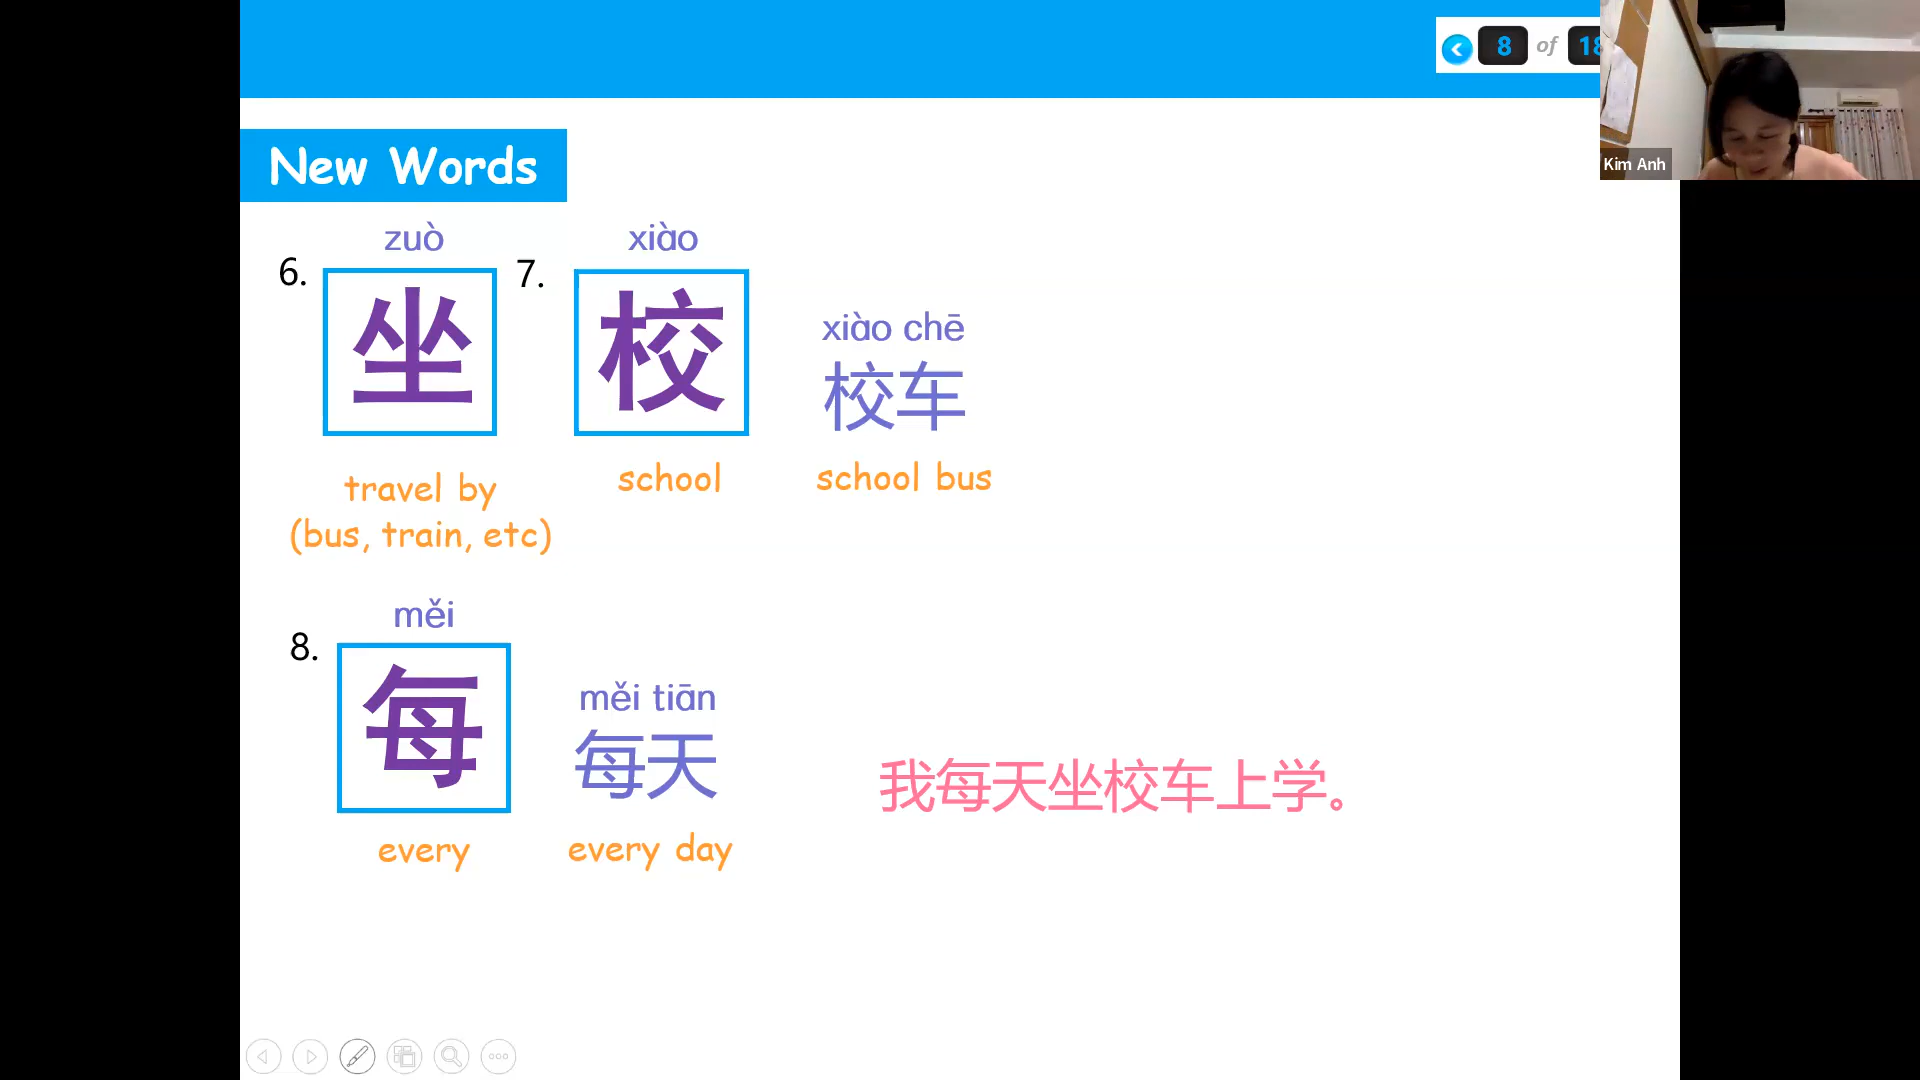 8 of 18
Kim Anh
New Words
6.
zuò
坐
travel by
(bus, train, etc)
7.
xiào
校
school
xiào chē
校车
school bus
8.
měi
每
every
měi tiān
每天
every day
我每天坐校车上学。